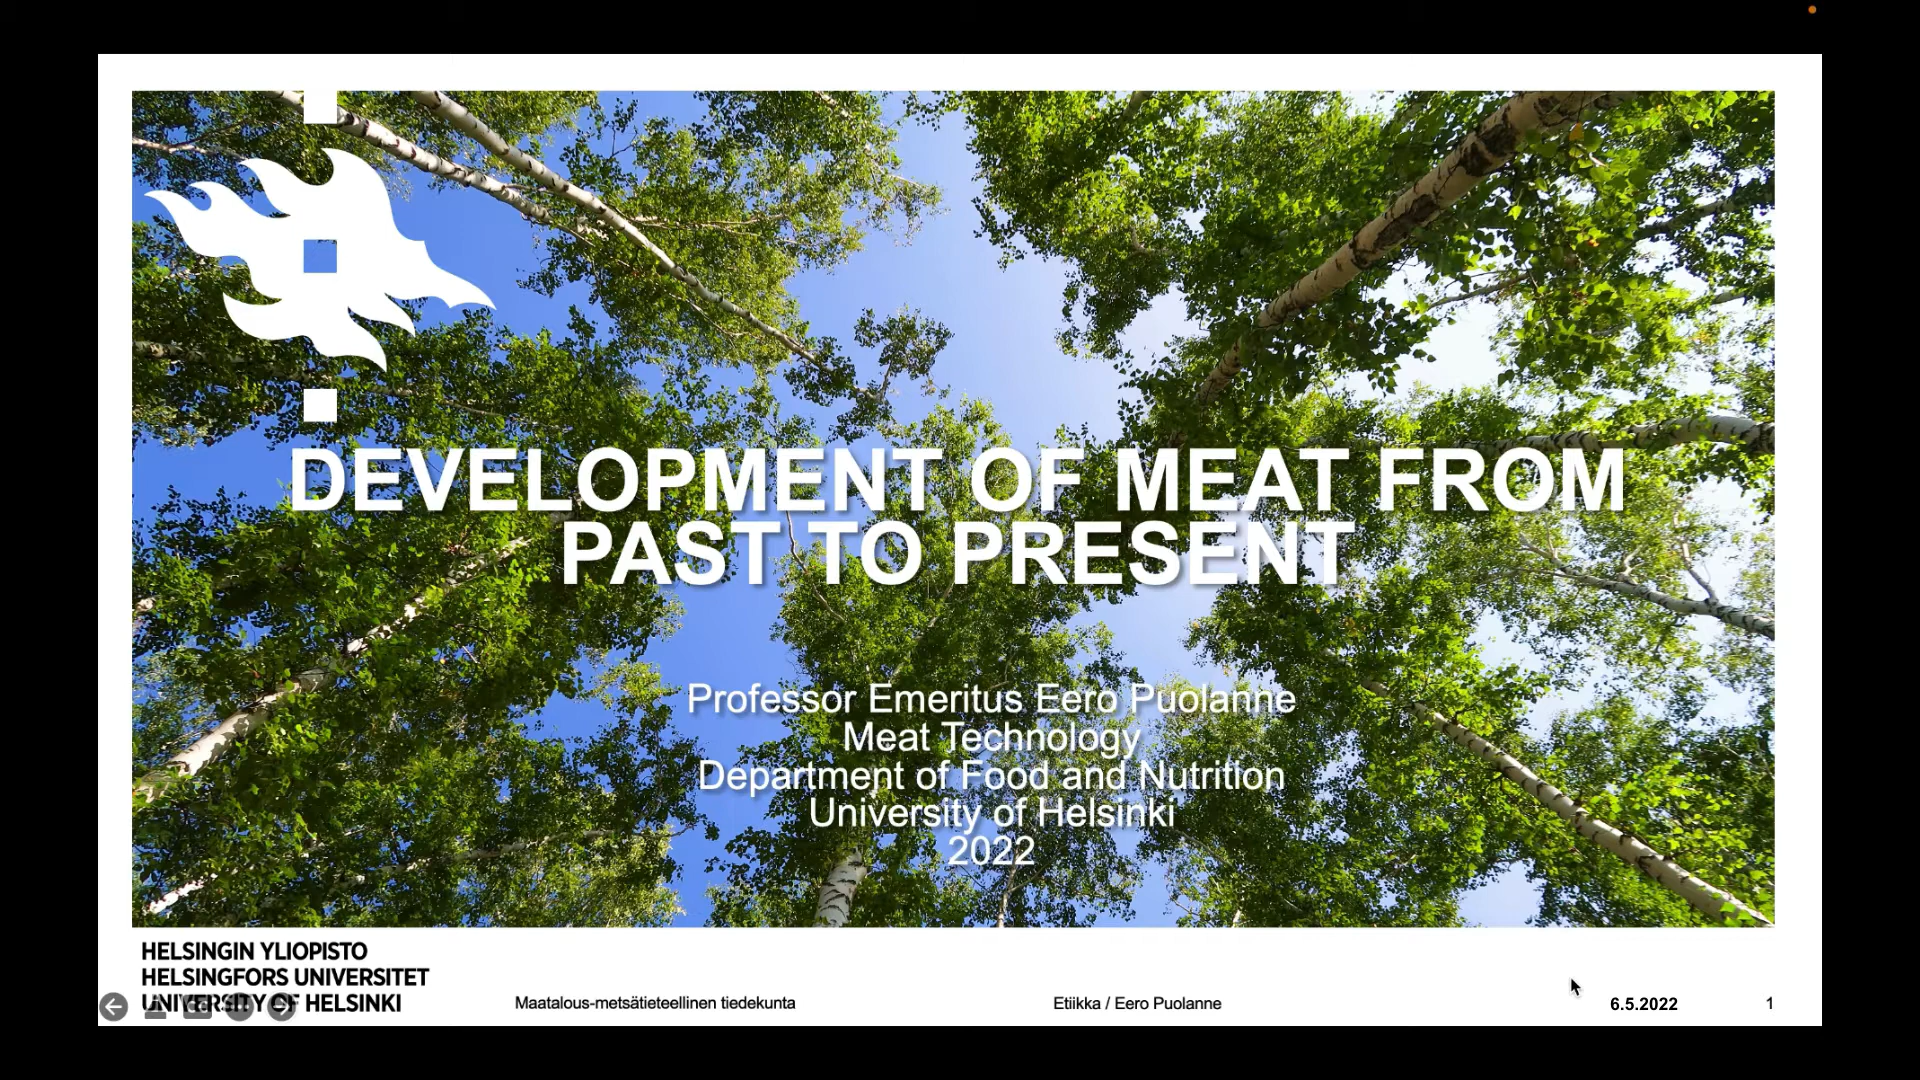 DEVELOPMENT OF MEAT FROM
PAST TO PRESENT
Professor Emeritus Eero Puolanne
Meat Technology
Department of Food and Nutrition
University of Helsinki
2022
HELSINGIN YLIOPISTO
HELSINGFORS UNIVERSITET
UNIVERSITY OF HELSINKI
Maatalous-metsätieteellinen tiedekunta
Etiikka / Eero Puolanne
6.5.2022
1